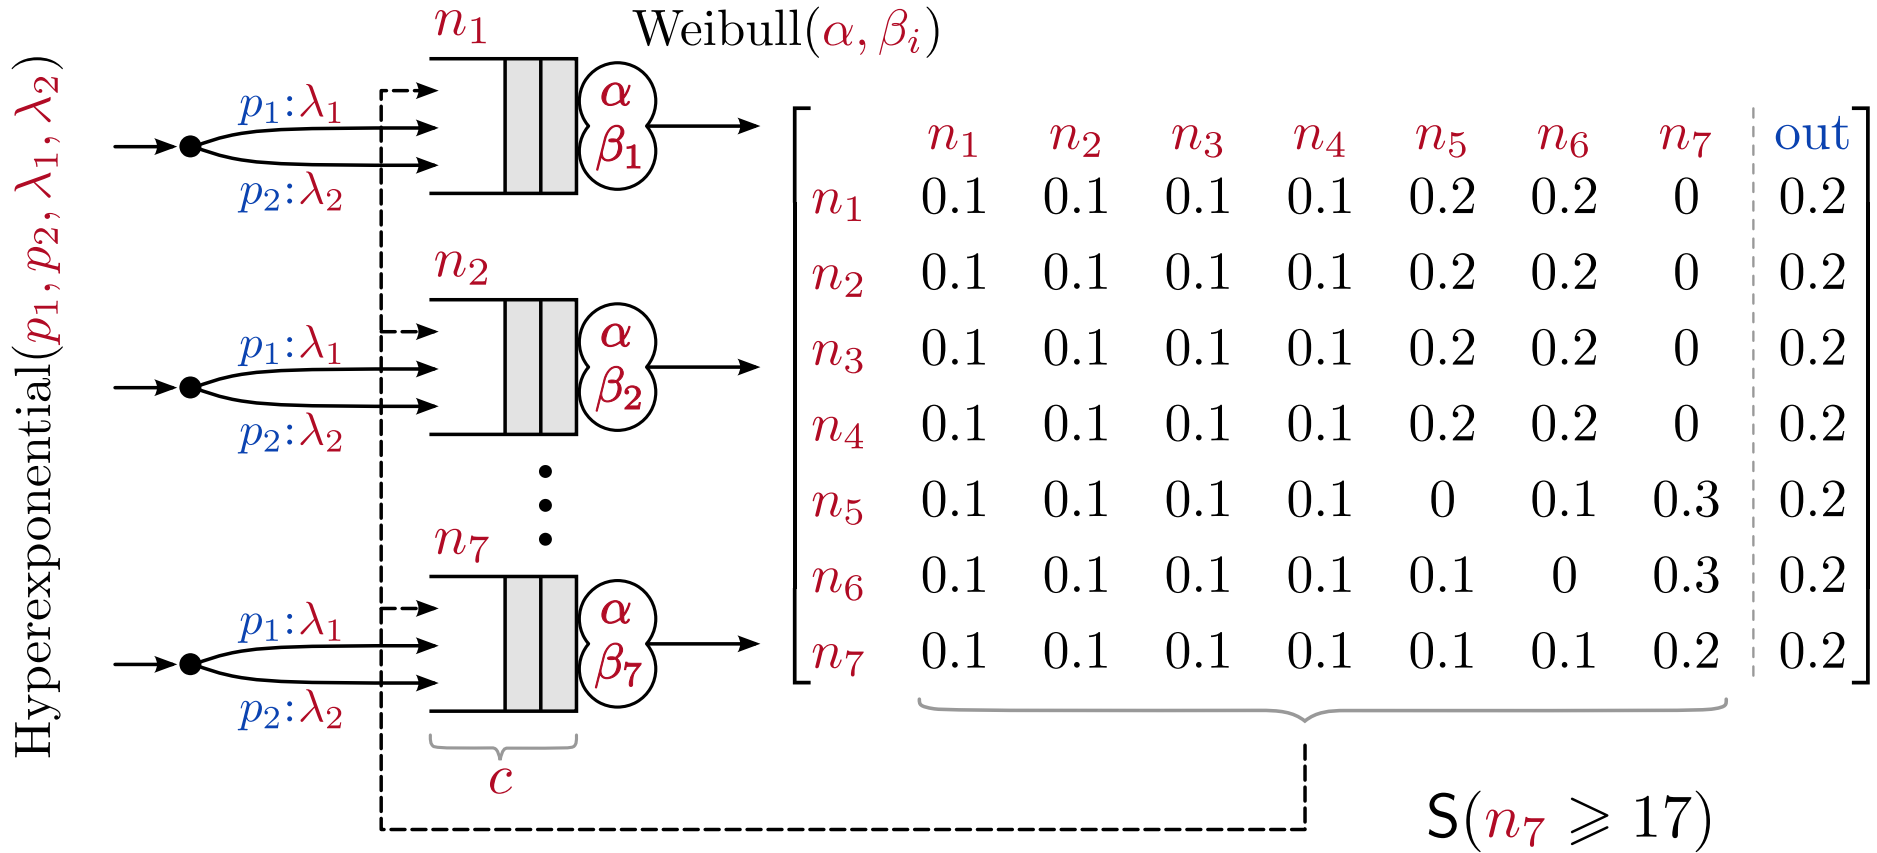 Hyperexponential(p₁, p₂, λ₁, λ₂)
n₁
Weibull(α, βᵢ)
p₁:λ₁
p₂:λ₂
α
β₁
n₂
p₁:λ₁
p₂:λ₂
α
β₂
n₇
p₁:λ₁
p₂:λ₂
α
β₇
c
n₁ n₂ n₃ n₄ n₅ n₆ n₇ out
n₁ 0.1 0.1 0.1 0.1 0.2 0.2 0 0.2
n₂ 0.1 0.1 0.1 0.1 0.2 0.2 0 0.2
n₃ 0.1 0.1 0.1 0.1 0.2 0.2 0 0.2
n₄ 0.1 0.1 0.1 0.1 0.2 0.2 0 0.2
n₅ 0.1 0.1 0.1 0.1 0 0.1 0.3 0.2
n₆ 0.1 0.1 0.1 0.1 0.1 0 0.3 0.2
n₇ 0.1 0.1 0.1 0.1 0.1 0.1 0.2 0.2
S(n₇ ⩾ 17)